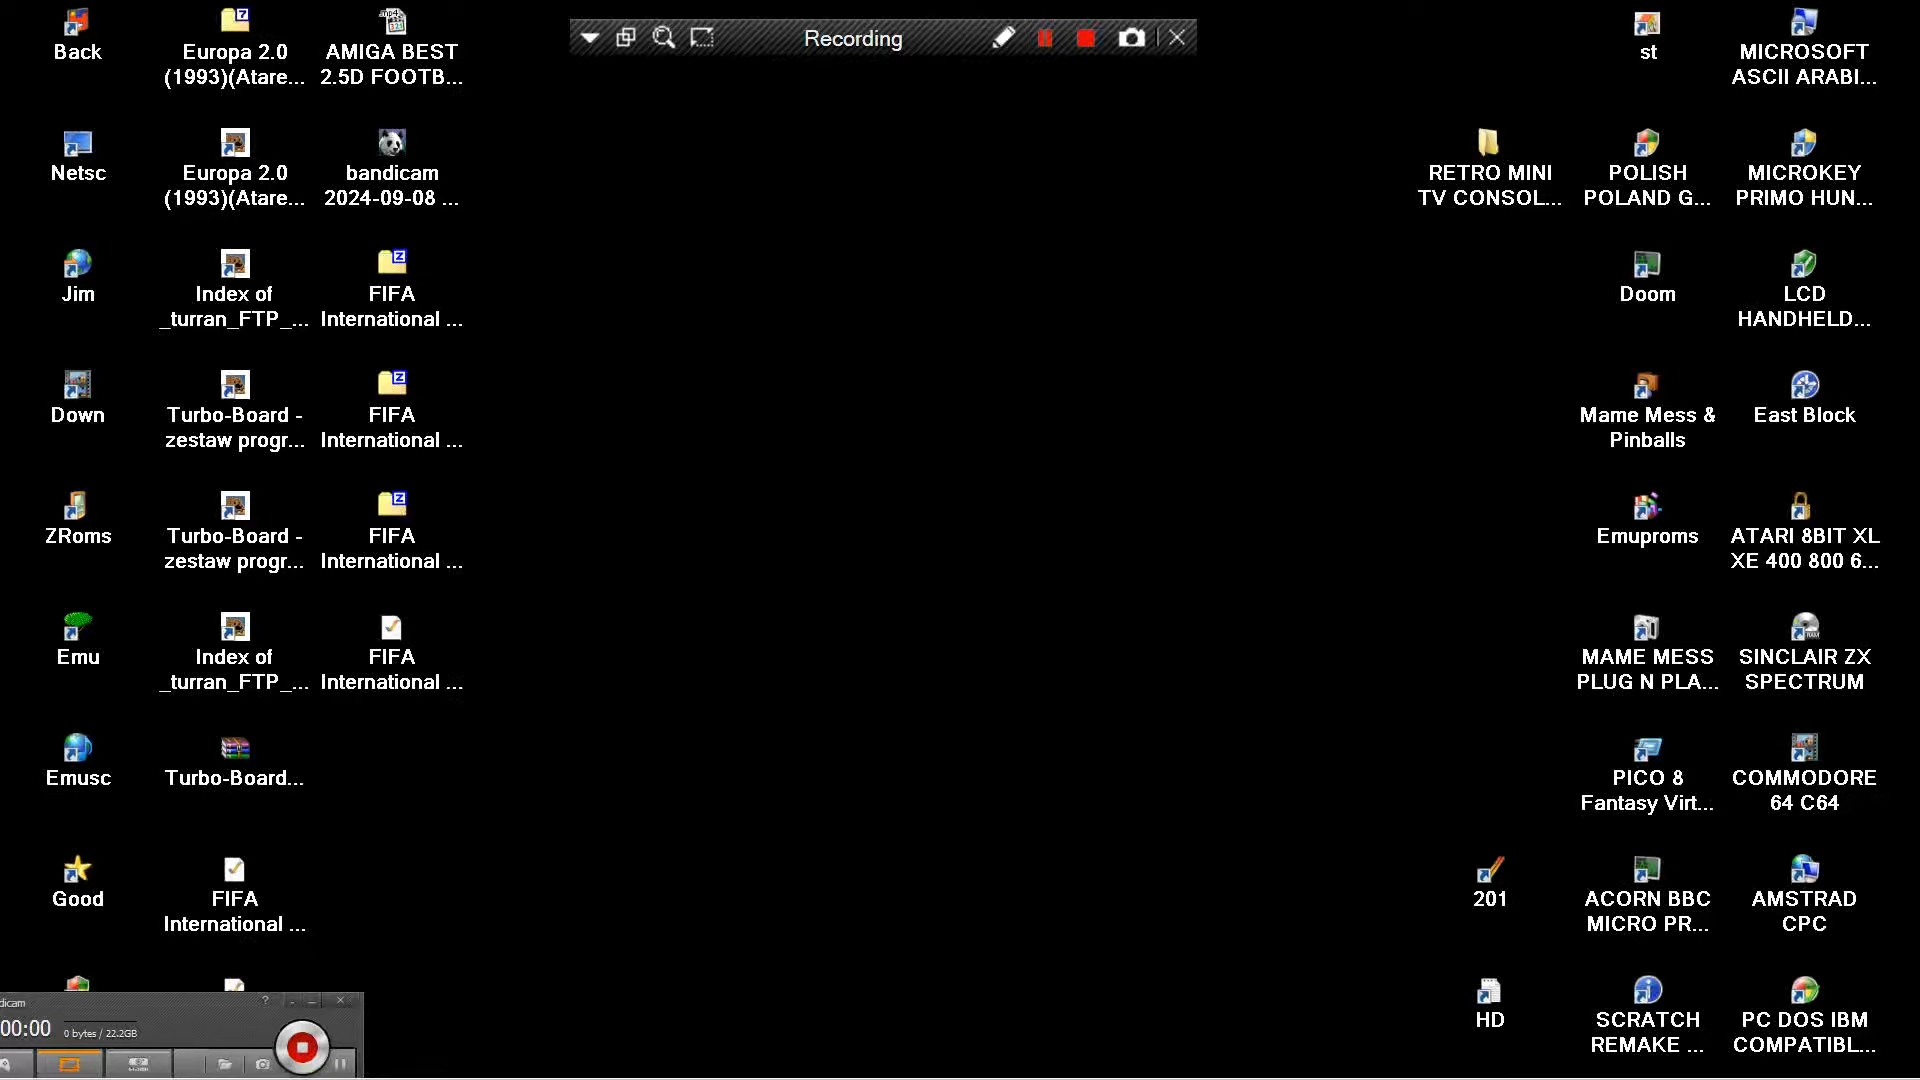 Recording
Back
Europa 2.0
(1993)(Atare...
AMIGA BEST
2.5D FOOTB...
st
MICROSOFT
ASCII ARABI...
Netsc
Europa 2.0
(1993)(Atare...
bandicam
2024-09-08 ...
RETRO MINI
TV CONSOL...
POLISH
POLAND G...
MICROKEY
PRIMO HUN...
Jim
Index of
_turran_FTP_...
FIFA
International ...
Doom
LCD
HANDHELD...
Down
Turbo-Board -
zestaw progr...
FIFA
International ...
Mame Mess &
Pinballs
East Block
ZRoms
Turbo-Board -
zestaw progr...
FIFA
International ...
Emuproms
ATARI 8BIT XL
XE 400 800 6...
Emu
Index of
_turran_FTP_...
FIFA
International ...
MAME MESS
PLUG N PLA...
SINCLAIR ZX
SPECTRUM
Emusc
Turbo-Board...
PICO 8
Fantasy Virt...
COMMODORE
64 C64
Good
FIFA
International ...
201
ACORN BBC
MICRO PR...
AMSTRAD
CPC
HD
SCRATCH
REMAKE ...
PC DOS IBM
COMPATIBL...
dicam
00:00
0 bytes / 22.2GB